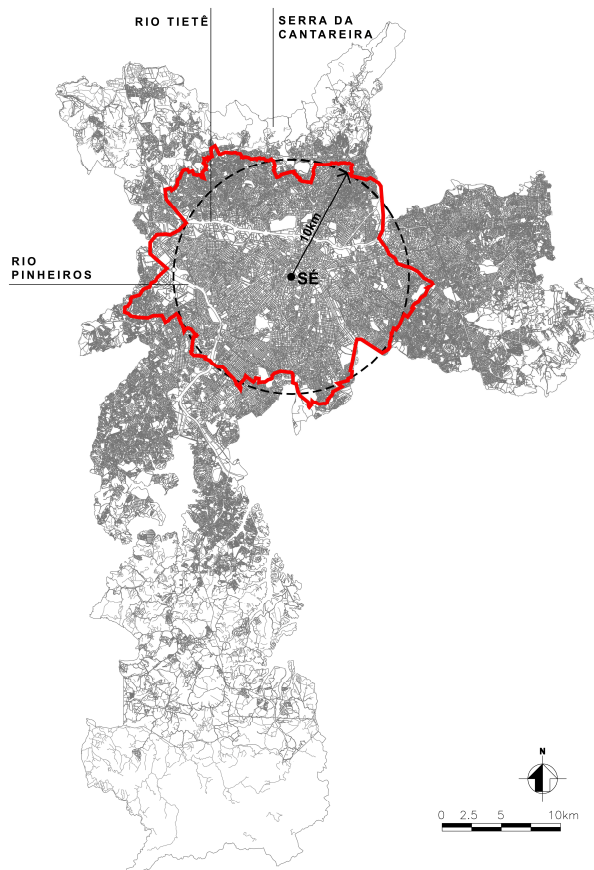 RIO TIETÊ
SERRA DA
CANTAREIRA
10km
SÉ
RIO
PINHEIROS
N
0 2.5 5 10km